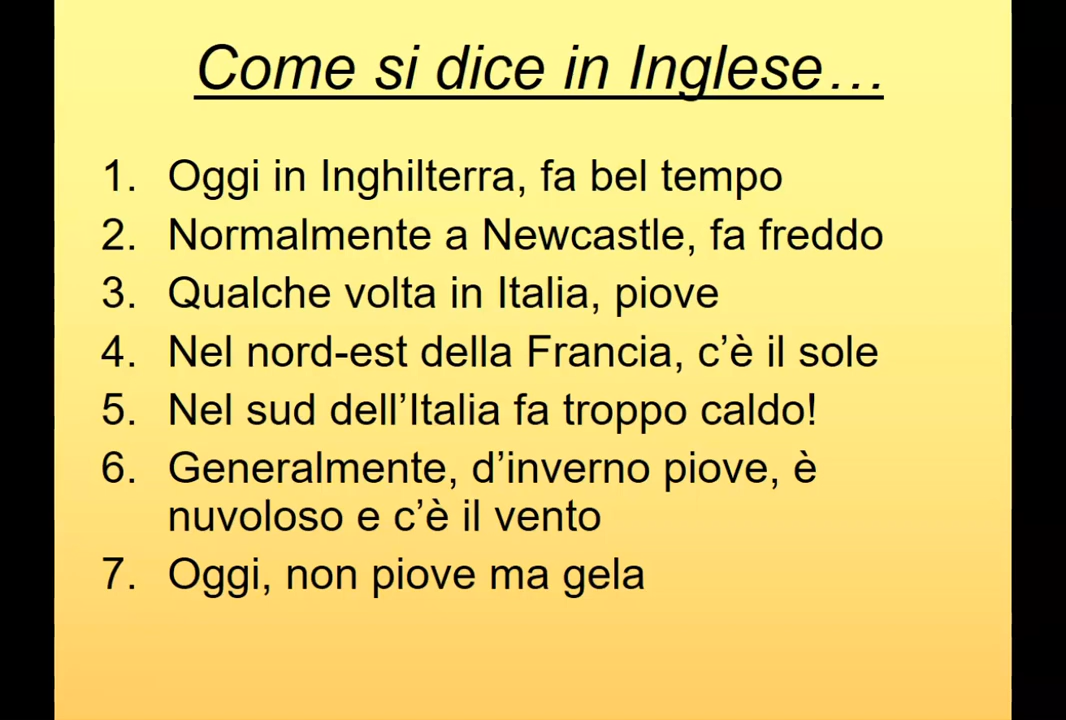 Come si dice in Inglese…
1. Oggi in Inghilterra, fa bel tempo
2. Normalmente a Newcastle, fa freddo
3. Qualche volta in Italia, piove
4. Nel nord-est della Francia, c’è il sole
5. Nel sud dell’Italia fa troppo caldo!
6. Generalmente, d’inverno piove, è
nuvoloso e c’è il vento
7. Oggi, non piove ma gela